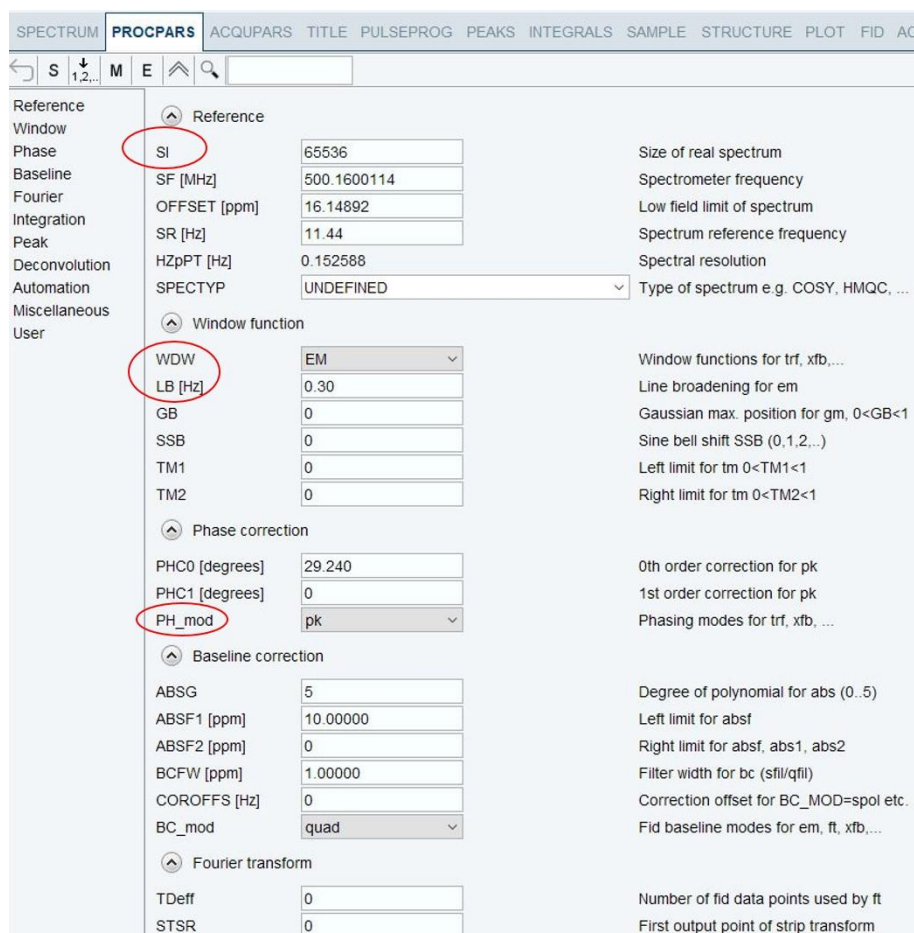 SPECTRUM PROCPARS ACQUPARS TITLE PULSEPROG PEAKS INTEGRALS SAMPLE STRUCTURE PLOT FID AC
S 1,2,.. M E
Reference
Window
Phase
Baseline
Fourier
Integration
Peak
Deconvolution
Automation
Miscellaneous
User
Reference
SI 65536 Size of real spectrum
SF [MHz] 500.1600114 Spectrometer frequency
OFFSET [ppm] 16.14892 Low field limit of spectrum
SR [Hz] 11.44 Spectrum reference frequency
HZpPT [Hz] 0.152588 Spectral resolution
SPECTYP UNDEFINED Type of spectrum e.g. COSY, HMQC, ...
Window function
WDW EM Window functions for trf, xfb,...
LB [Hz] 0.30 Line broadening for em
GB 0 Gaussian max. position for gm, 0<GB<1
SSB 0 Sine bell shift SSB (0,1,2,..)
TM1 0 Left limit for tm 0<TM1<1
TM2 0 Right limit for tm 0<TM2<1
Phase correction
PHC0 [degrees] 29.240 0th order correction for pk
PHC1 [degrees] 0 1st order correction for pk
PH_mod pk Phasing modes for trf, xfb, ...
Baseline correction
ABSG 5 Degree of polynomial for abs (0..5)
ABSF1 [ppm] 10.00000 Left limit for absf
ABSF2 [ppm] 0 Right limit for absf, abs1, abs2
BCFW [ppm] 1.00000 Filter width for bc (sfil/qfil)
COROFFS [Hz] 0 Correction offset for BC_MOD=spol etc.
BC_mod quad Fid baseline modes for em, ft, xfb,...
Fourier transform
TDeff 0 Number of fid data points used by ft
STSR 0 First output point of strip transform